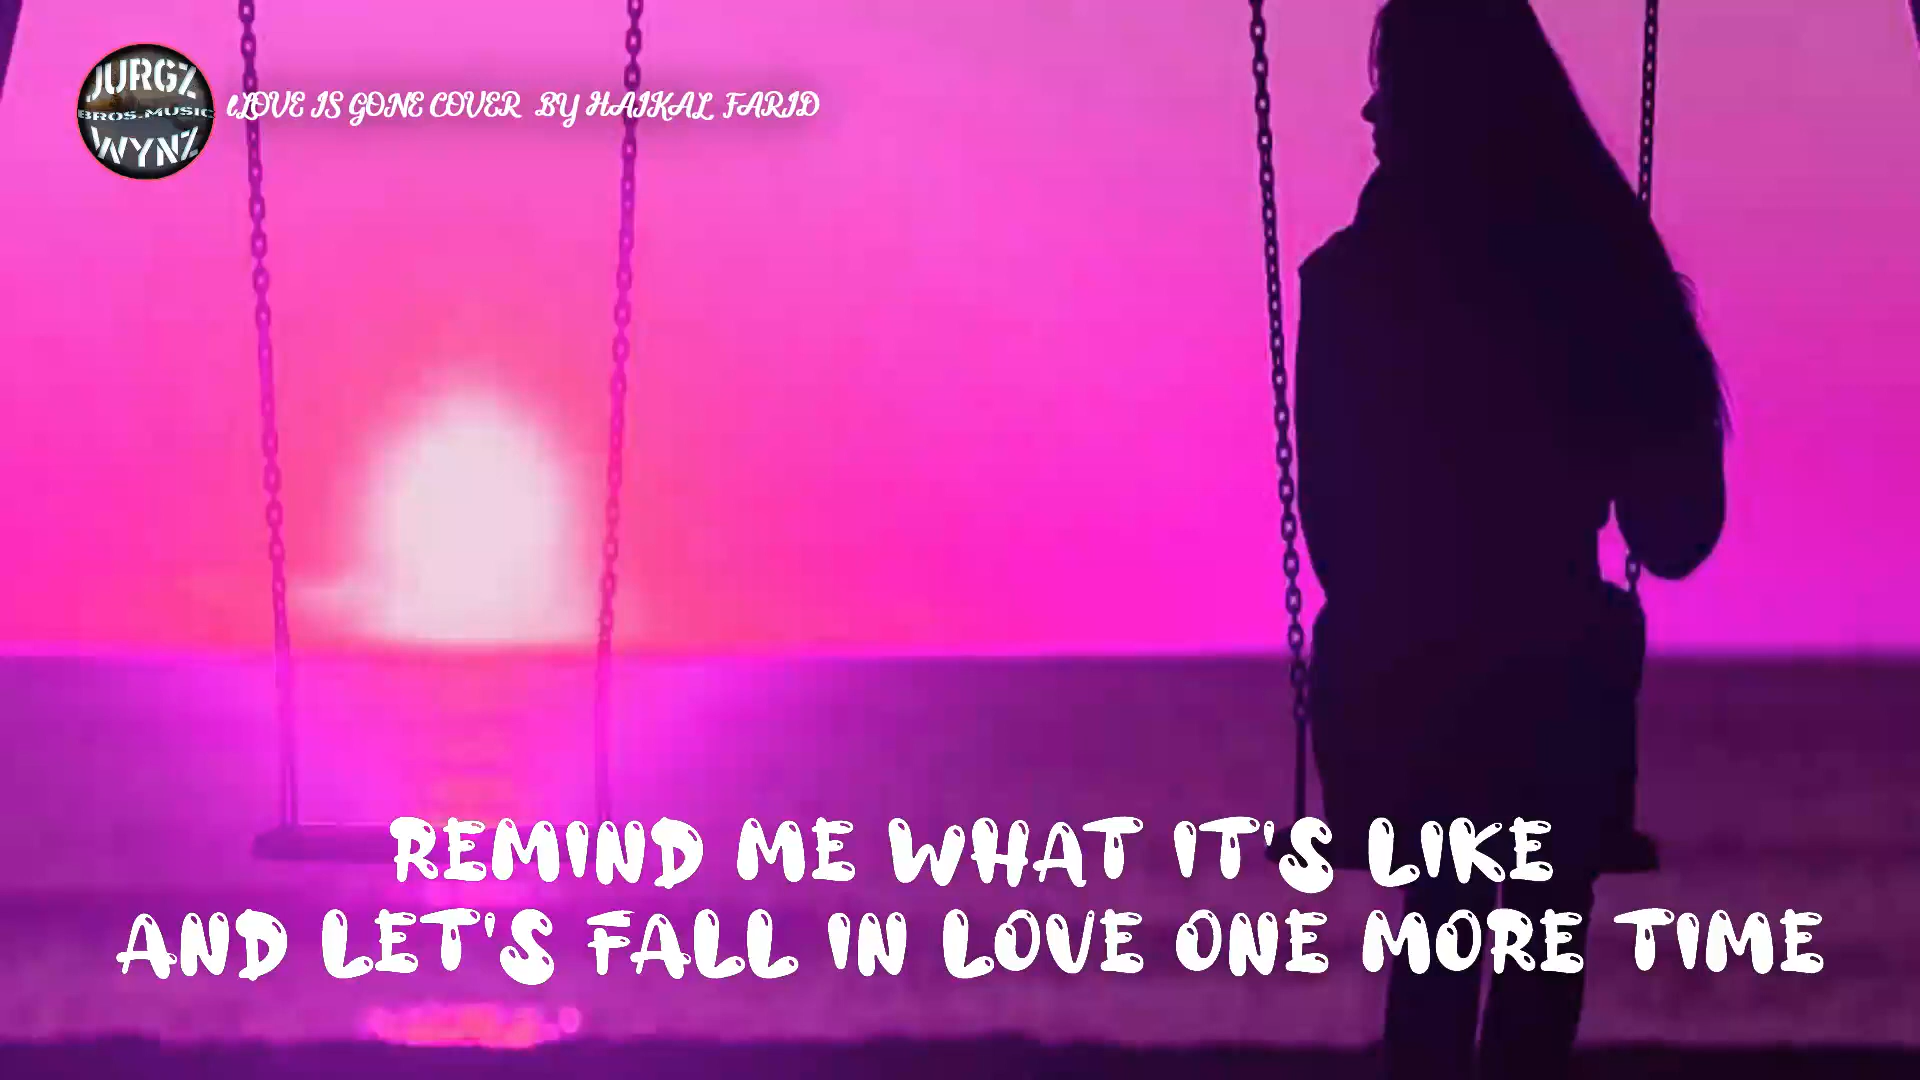 JURGZ
BROS.MUSIC
WYNZ
LOVE IS GONE COVER BY HAIKAL FARID
REMIND ME WHAT IT'S LIKE
AND LET'S FALL IN LOVE ONE MORE TIME